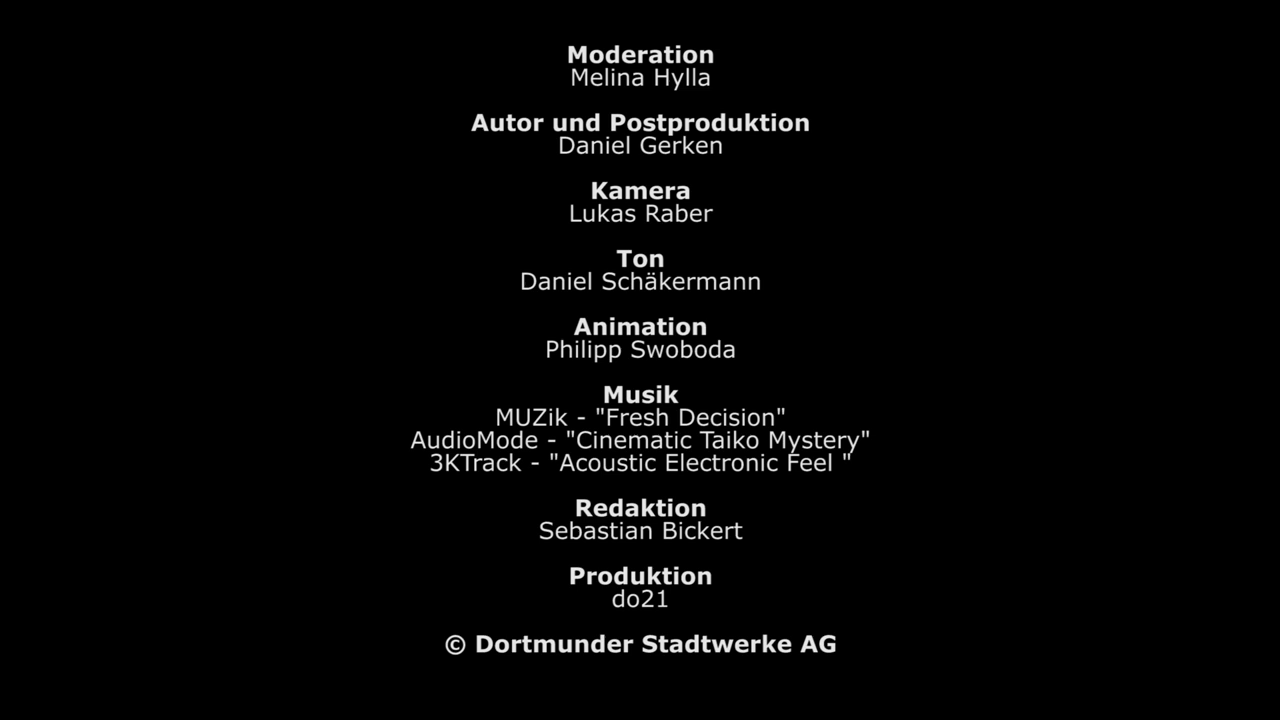 Moderation
Melina Hylla
Autor und Postproduktion
Daniel Gerken
Kamera
Lukas Raber
Ton
Daniel Schäkermann
Animation
Philipp Swoboda
Musik
MUZik - "Fresh Decision"
AudioMode - "Cinematic Taiko Mystery"
3KTrack - "Acoustic Electronic Feel "
Redaktion
Sebastian Bickert
Produktion
do21
© Dortmunder Stadtwerke AG